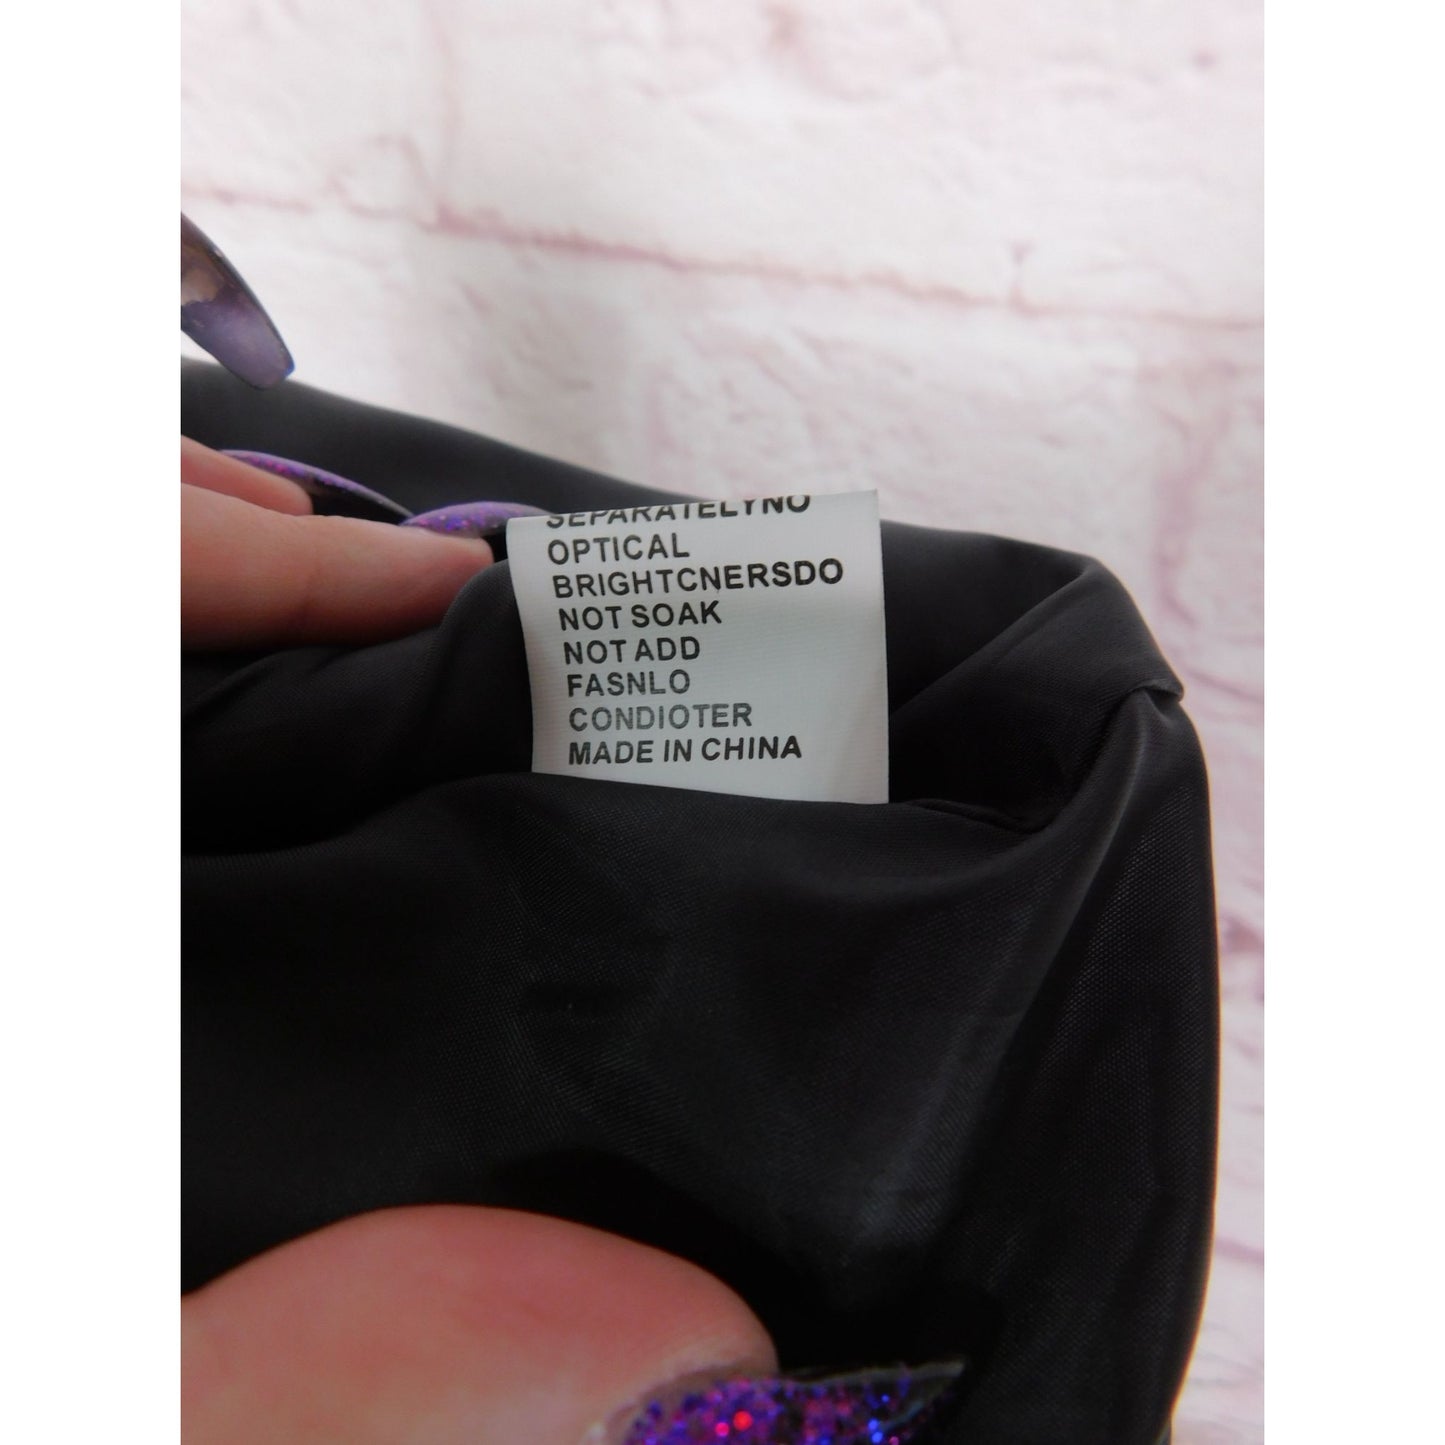 SEPARATELYNO
OPTICAL
BRIGHTCNERSDO
NOT SOAK
NOT ADD
FASNLO
CONDIOTER
MADE IN CHINA